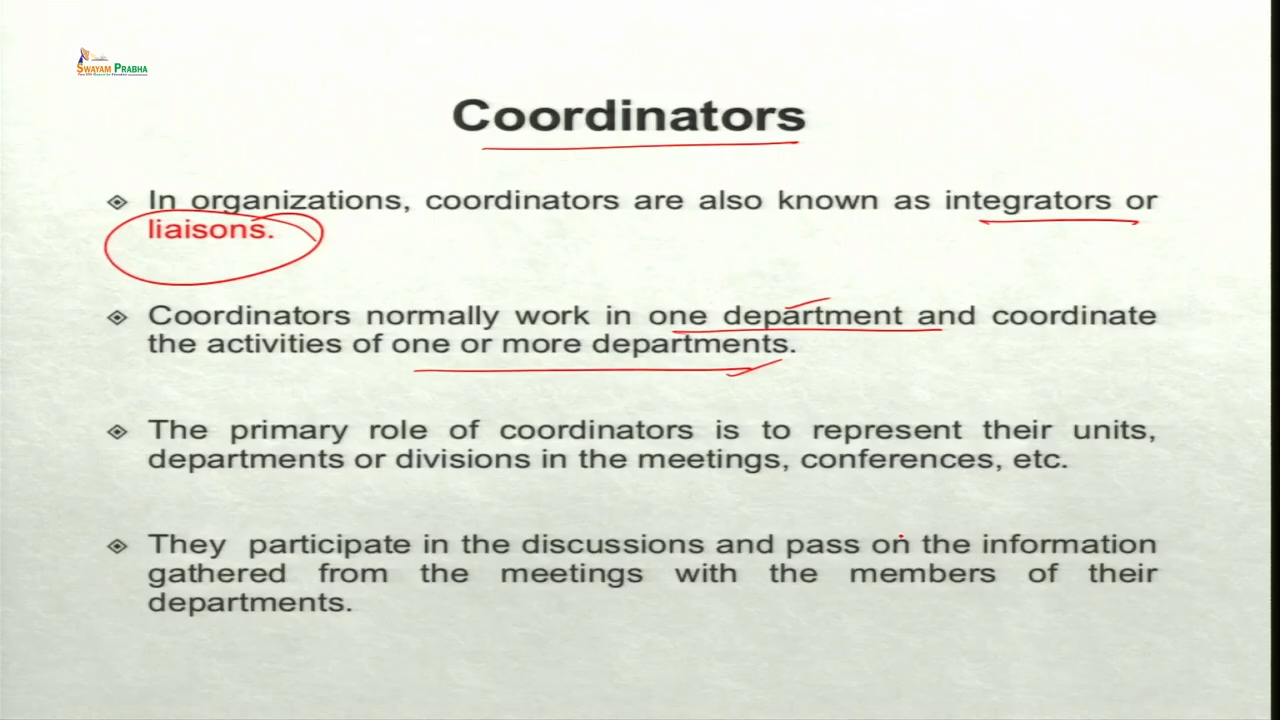 SWAYAM PRABHA
Coordinators
In organizations, coordinators are also known as integrators or
liaisons.
Coordinators normally work in one department and coordinate
the activities of one or more departments.
The primary role of coordinators is to represent their units,
departments or divisions in the meetings, conferences, etc.
They participate in the discussions and pass on the information
gathered from the meetings with the members of their
departments.